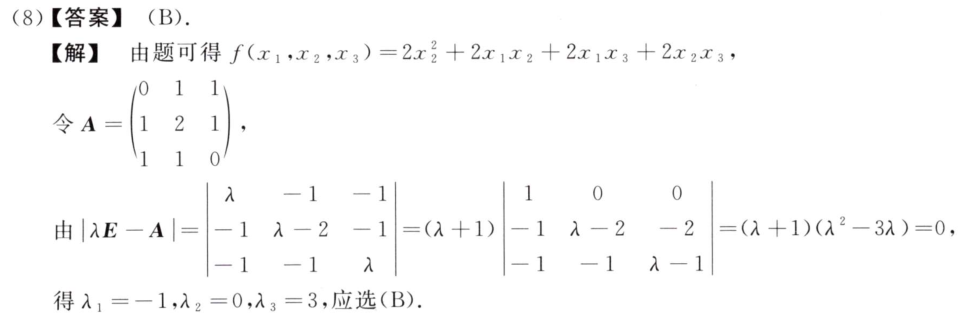 (8)【答案】 (B).
【解】 由题可得 f(x₁,x₂,x₃)=2x₂²+2x₁x₂+2x₁x₃+2x₂x₃,
0 1 1
令 A= 1 2 1 ,
1 1 0
λ −1 −1 1 0 0
由|λE−A|= −1 λ−2 −1 =(λ+1) −1 λ−2 −2 =(λ+1)(λ²−3λ)=0,
−1 −1 λ −1 −1 λ−1
得 λ₁=−1,λ₂=0,λ₃=3,应选(B).